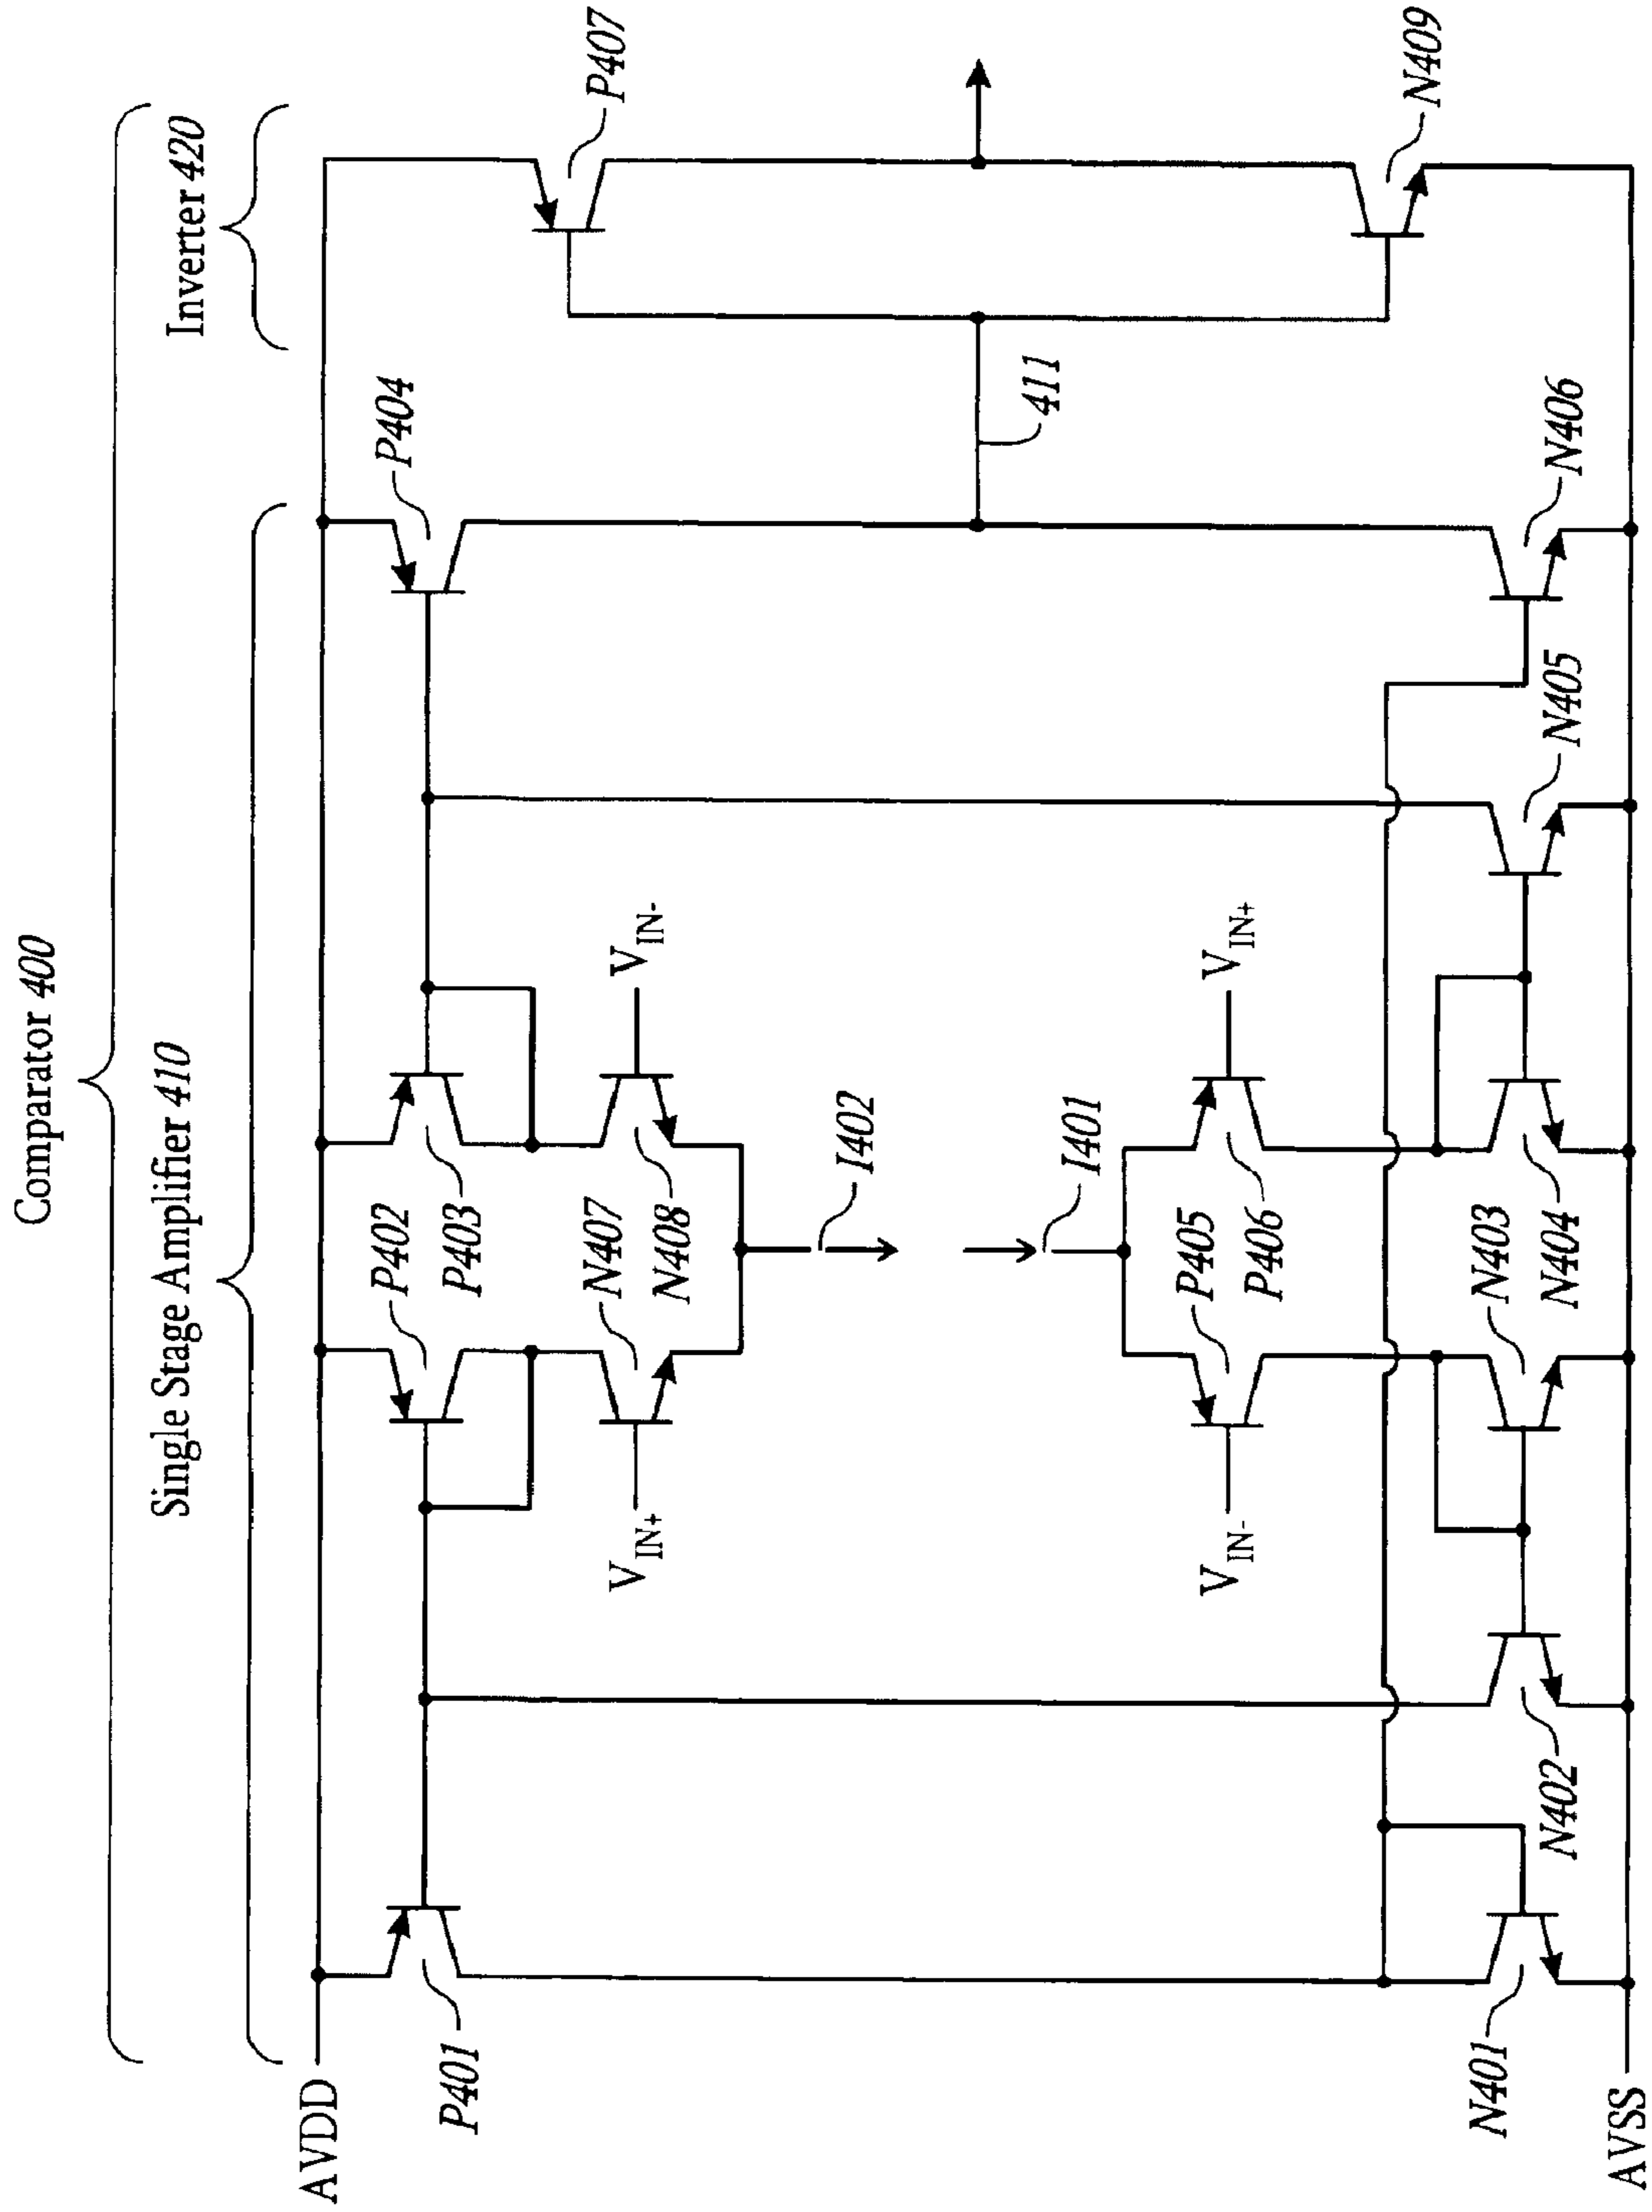 Comparator 400
Single Stage Amplifier 410
Inverter 420
AVDD
P401
P402
P403
P404
P407
N407
N408
V_IN+
V_IN-
I402
I401
411
V_IN-
V_IN+
P405
P406
N401
N402
N403
N404
N405
N406
N409
AVSS